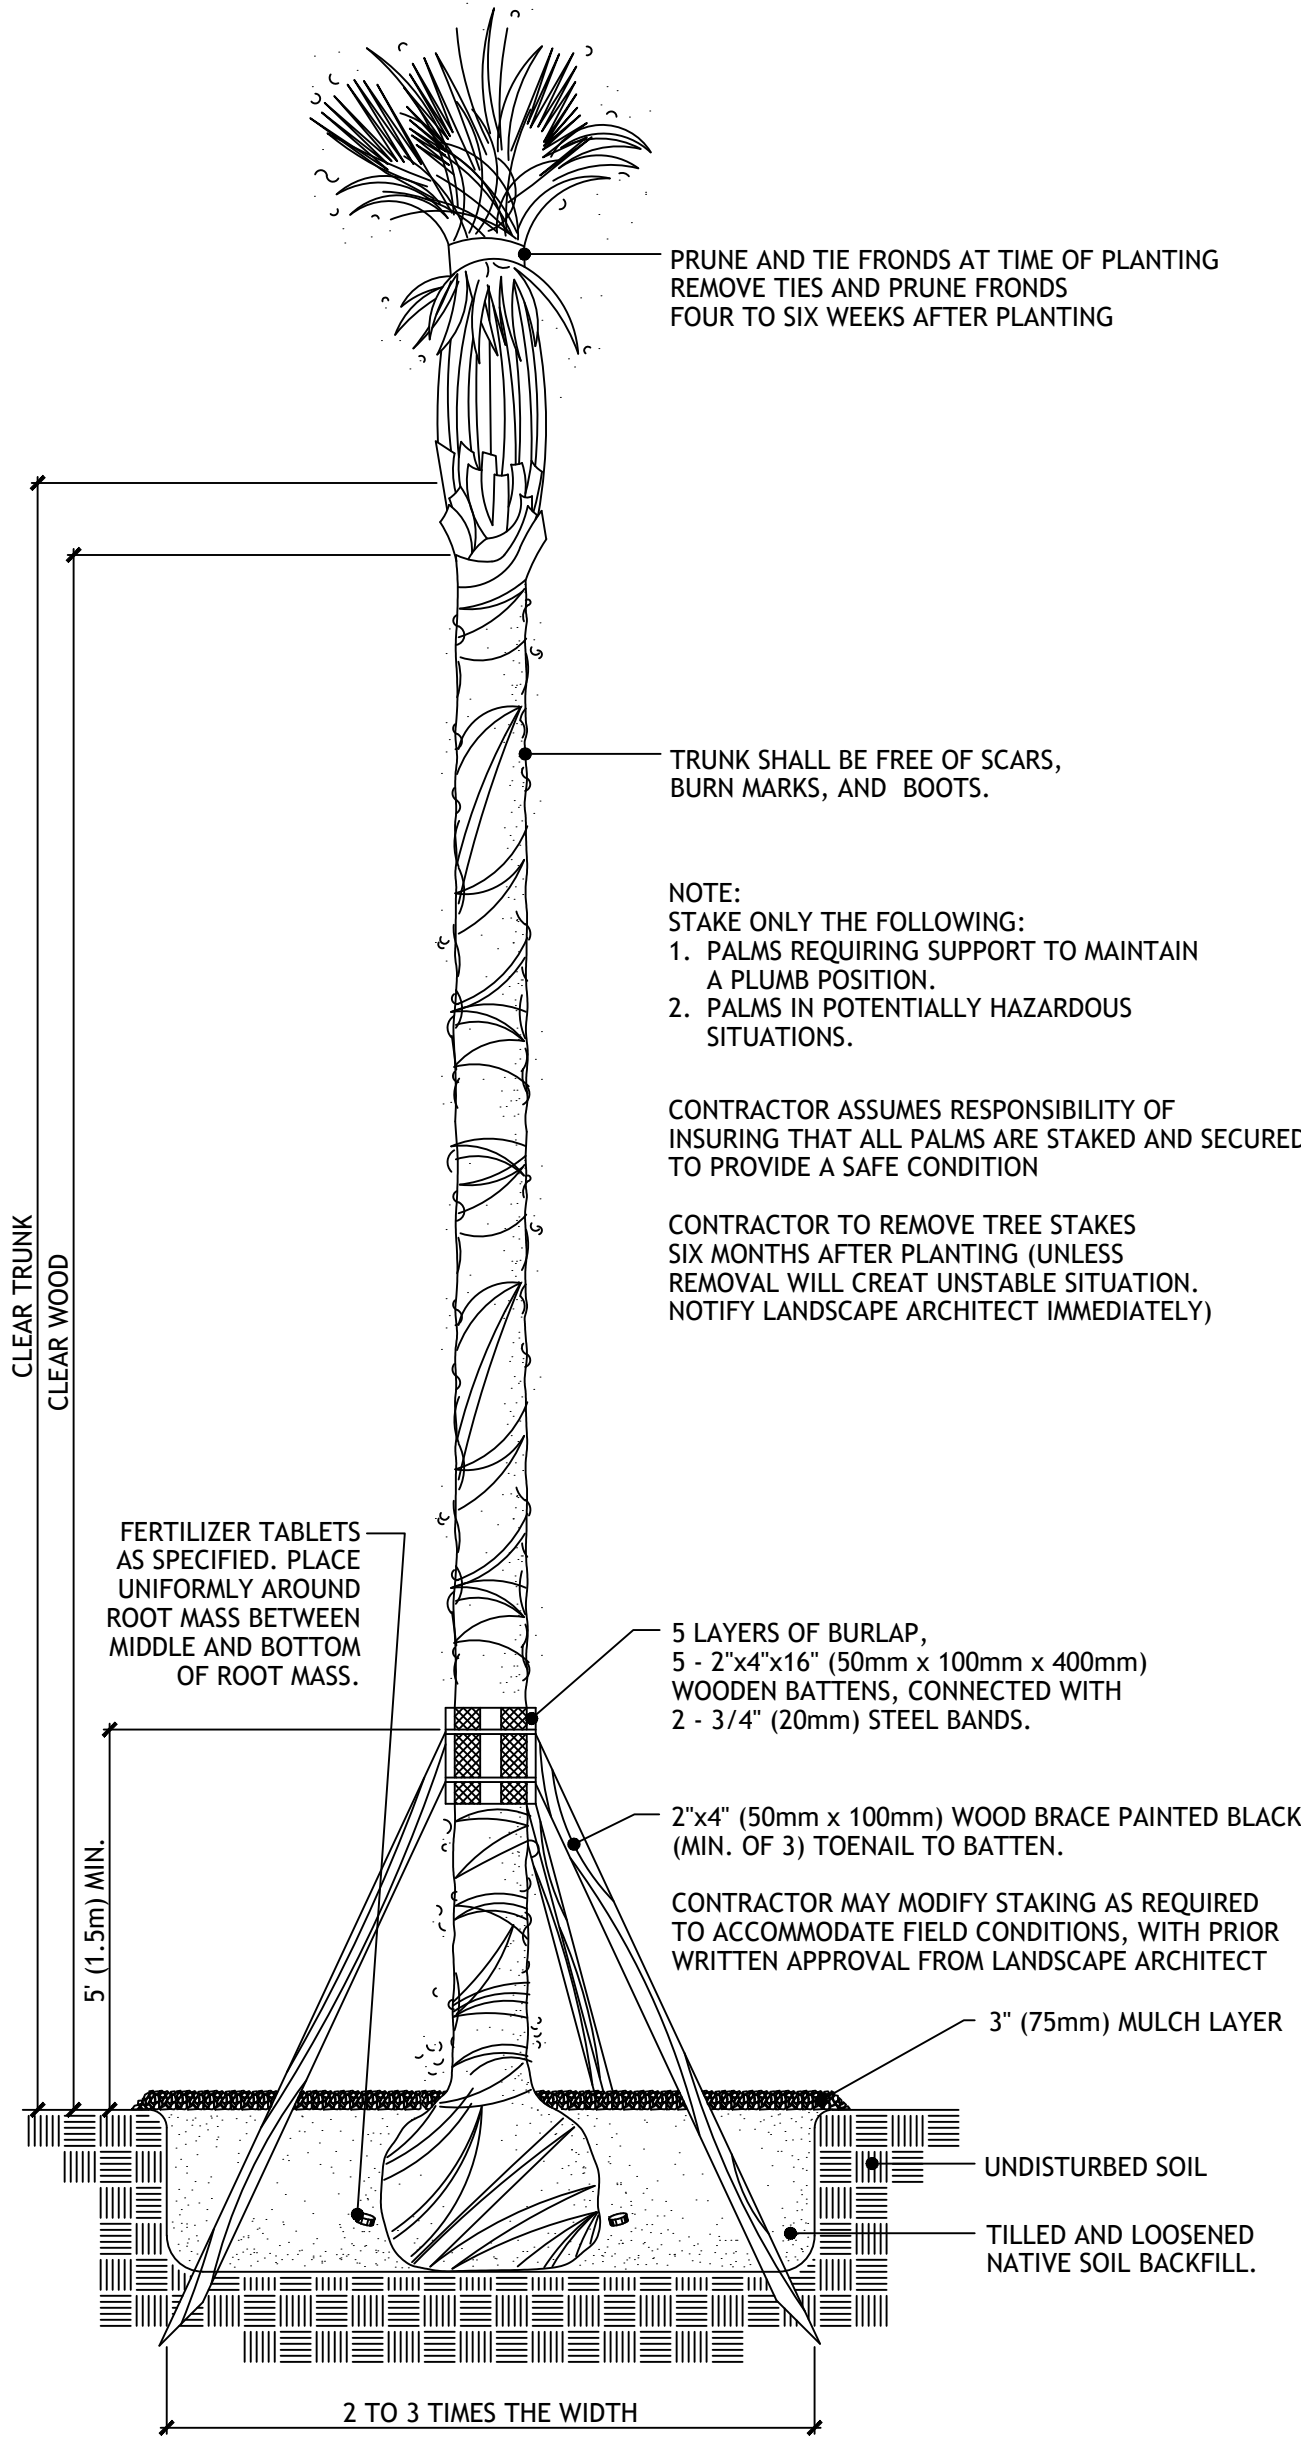 PRUNE AND TIE FRONDS AT TIME OF PLANTING
REMOVE TIES AND PRUNE FRONDS
FOUR TO SIX WEEKS AFTER PLANTING
TRUNK SHALL BE FREE OF SCARS,
BURN MARKS, AND  BOOTS.
NOTE:
STAKE ONLY THE FOLLOWING:
1. PALMS REQUIRING SUPPORT TO MAINTAIN
A PLUMB POSITION.
2. PALMS IN POTENTIALLY HAZARDOUS
SITUATIONS.
CONTRACTOR ASSUMES RESPONSIBILITY OF
INSURING THAT ALL PALMS ARE STAKED AND SECURED
TO PROVIDE A SAFE CONDITION
CONTRACTOR TO REMOVE TREE STAKES
SIX MONTHS AFTER PLANTING (UNLESS
REMOVAL WILL CREAT UNSTABLE SITUATION.
NOTIFY LANDSCAPE ARCHITECT IMMEDIATELY)
CLEAR TRUNK
CLEAR WOOD
FERTILIZER TABLETS
AS SPECIFIED. PLACE
UNIFORMLY AROUND
ROOT MASS BETWEEN
MIDDLE AND BOTTOM
OF ROOT MASS.
5 LAYERS OF BURLAP,
5 - 2"x4"x16" (50mm x 100mm x 400mm)
WOODEN BATTENS, CONNECTED WITH
2 - 3/4" (20mm) STEEL BANDS.
5' (1.5m) MIN.
2"x4" (50mm x 100mm) WOOD BRACE PAINTED BLACK
(MIN. OF 3) TOENAIL TO BATTEN.
CONTRACTOR MAY MODIFY STAKING AS REQUIRED
TO ACCOMMODATE FIELD CONDITIONS, WITH PRIOR
WRITTEN APPROVAL FROM LANDSCAPE ARCHITECT
3" (75mm) MULCH LAYER
UNDISTURBED SOIL
TILLED AND LOOSENED
NATIVE SOIL BACKFILL.
2 TO 3 TIMES THE WIDTH